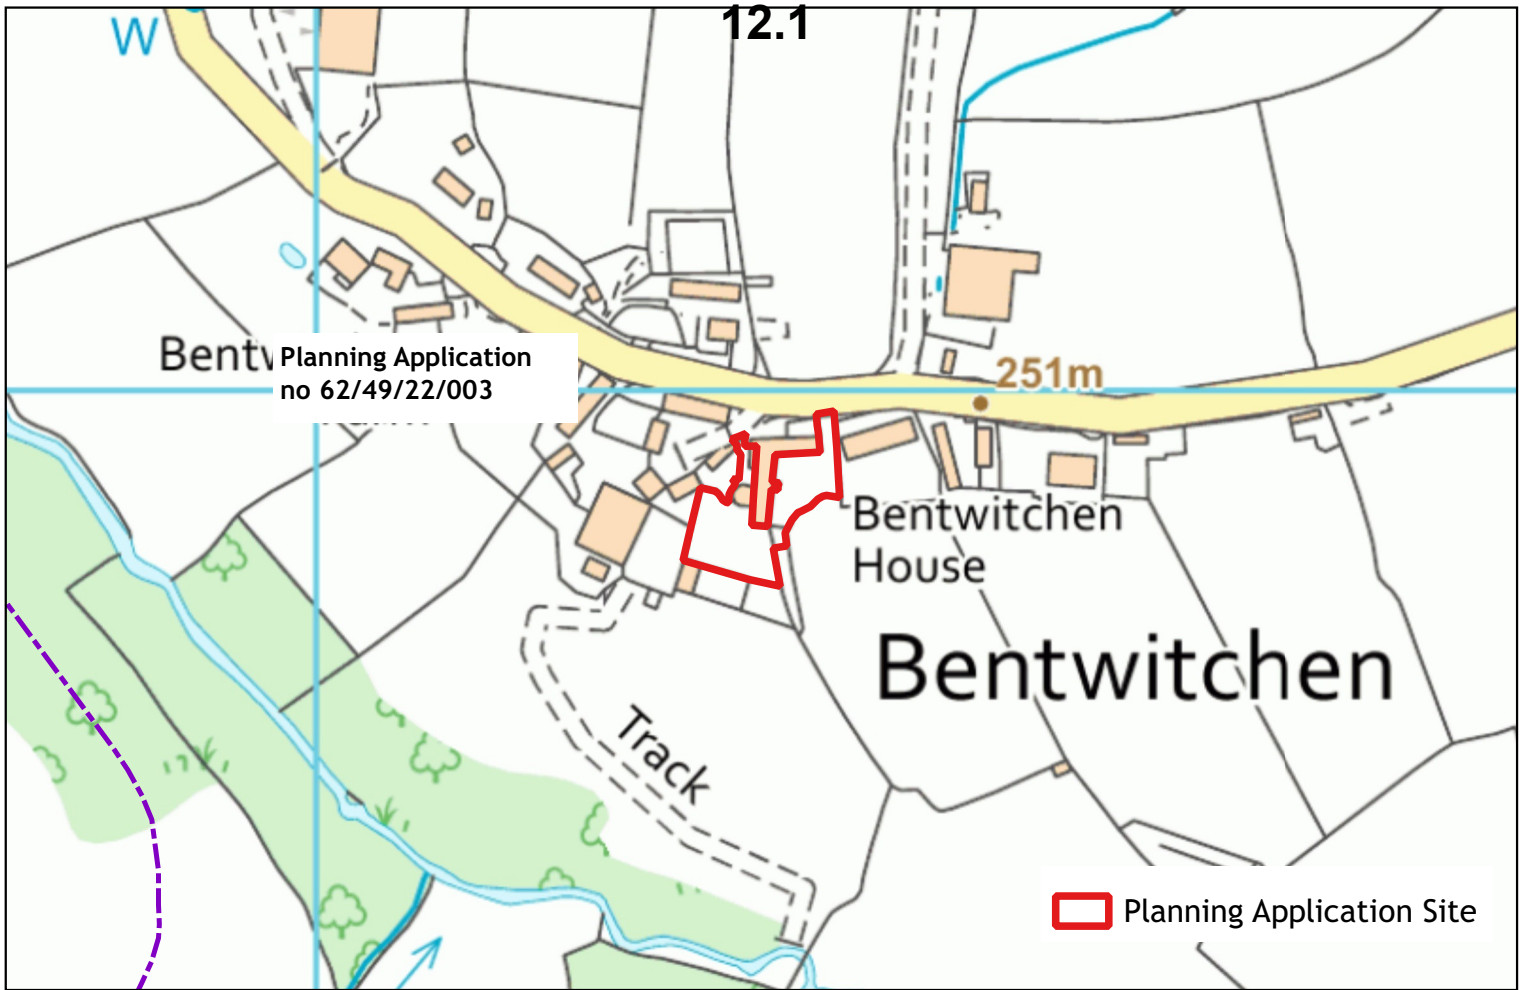 12.1
W
251m
Bentw
Planning Application
no 62/49/22/003
Bentwitchen
House
Bentwitchen
Track
Planning Application Site